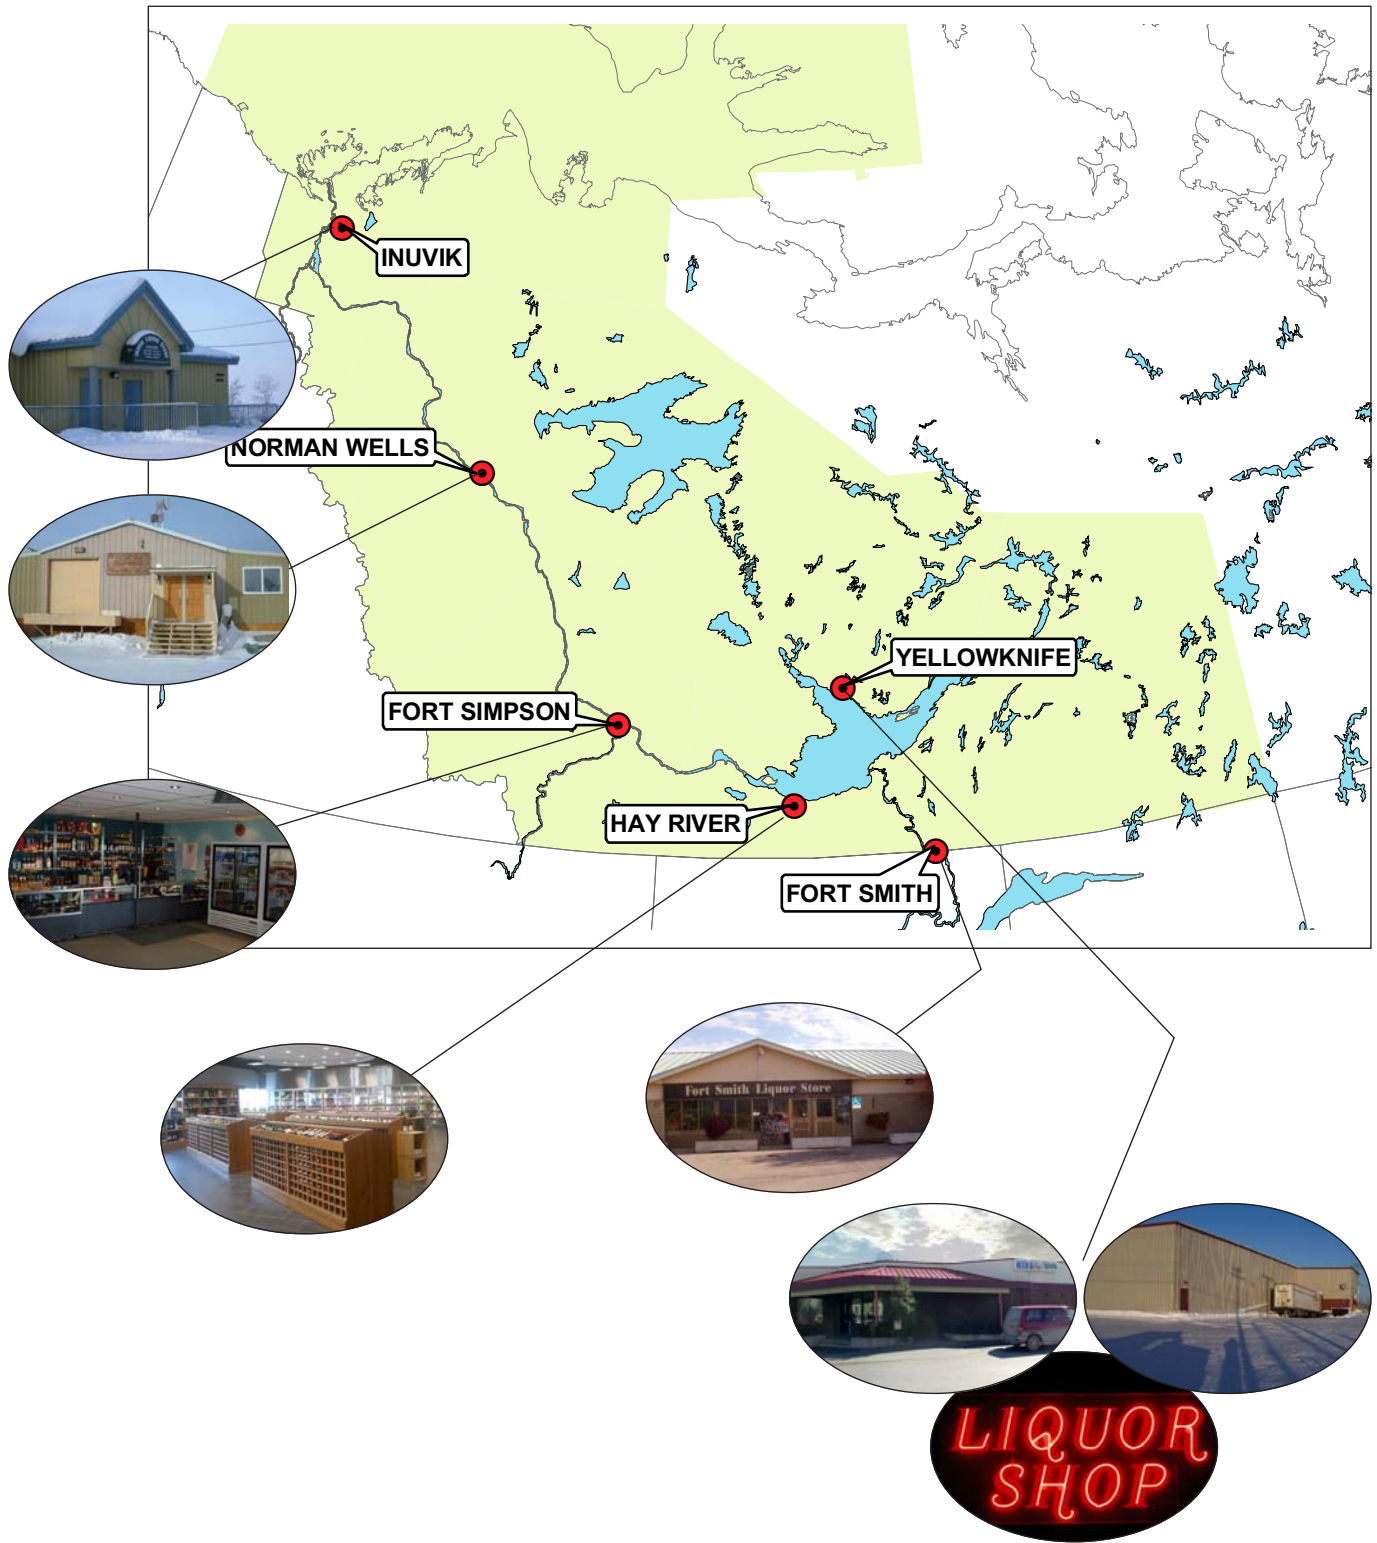 INUVIK
NORMAN WELLS
YELLOWKNIFE
FORT SIMPSON
HAY RIVER
FORT SMITH
Fort Smith Liquor Store
LIQUOR
SHOP